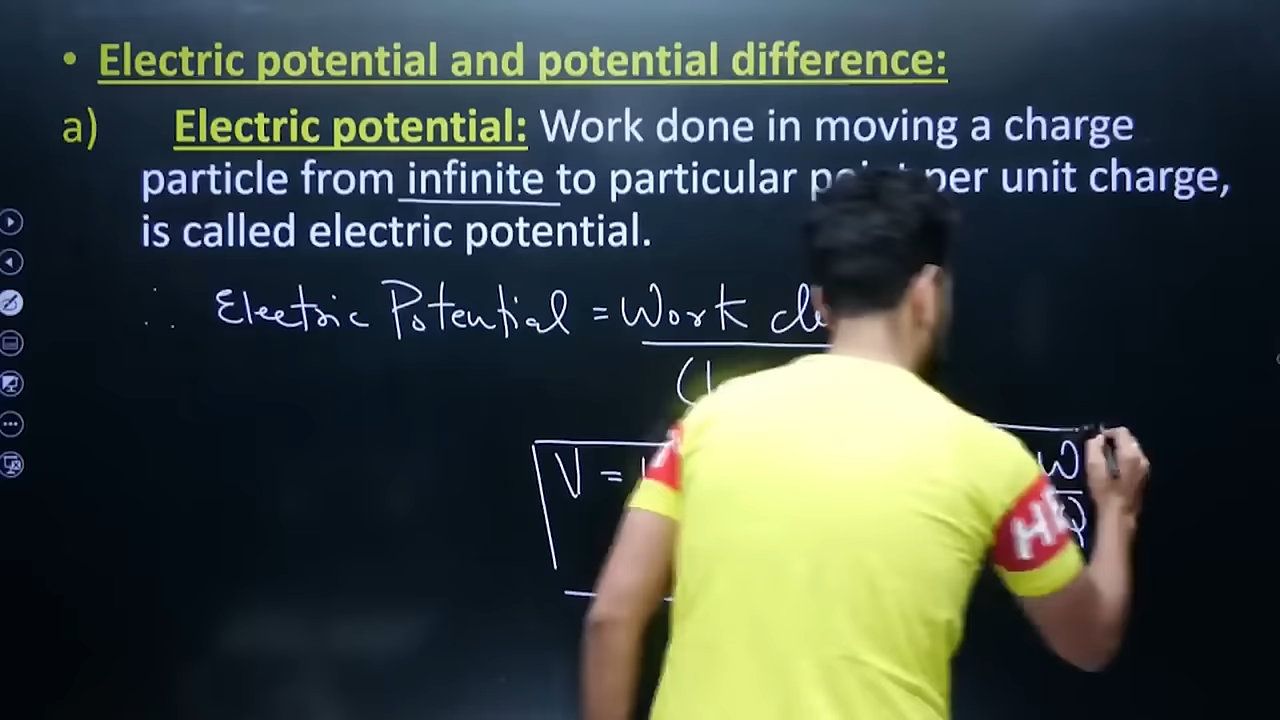 • Electric potential and potential difference:
a) Electric potential: Work done in moving a charge
particle from infinite to particular per unit charge,
is called electric potential.
∴ Electric Potential = Work
V =
W
Q